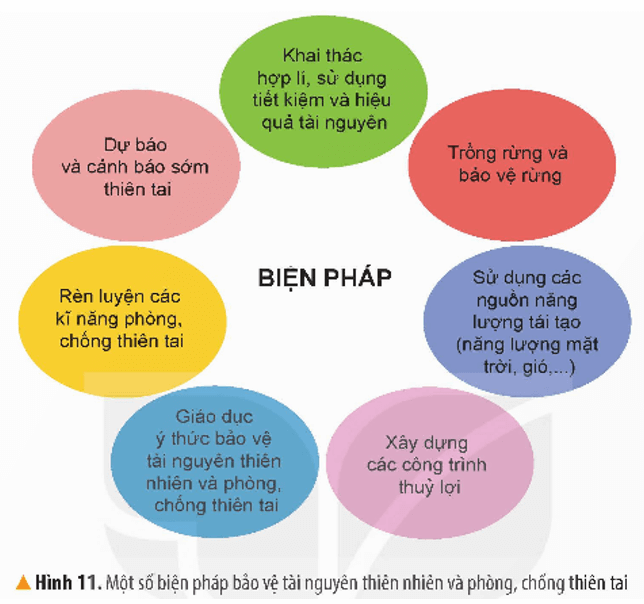 Khai thác
hợp lí, sử dụng
tiết kiệm và hiệu
quả tài nguyên
Trồng rừng và
bảo vệ rừng
Sử dụng các
nguồn năng
lượng tái tạo
(năng lượng mặt
trời, gió,...)
Xây dựng
các công trình
thuỷ lợi
Giáo dục
ý thức bảo vệ
tài nguyên thiên
nhiên và phòng,
chống thiên tai
Rèn luyện các
kĩ năng phòng,
chống thiên tai
Dự báo
và cảnh báo sớm
thiên tai
BIỆN PHÁP
▲ Hình 11. Một số biện pháp bảo vệ tài nguyên thiên nhiên và phòng, chống thiên tai